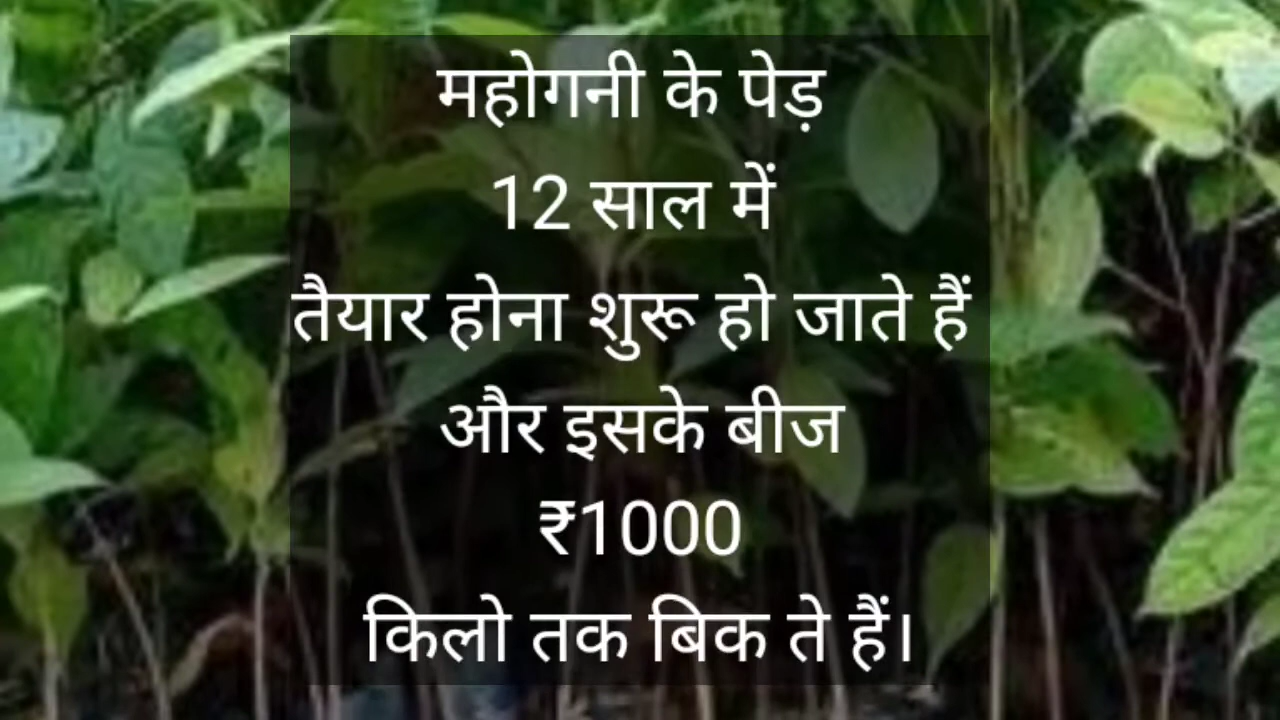 महोगनी के पेड़
12 साल में
तैयार होना शुरू हो जाते हैं
और इसके बीज
₹1000
किलो तक बिक ते हैं।